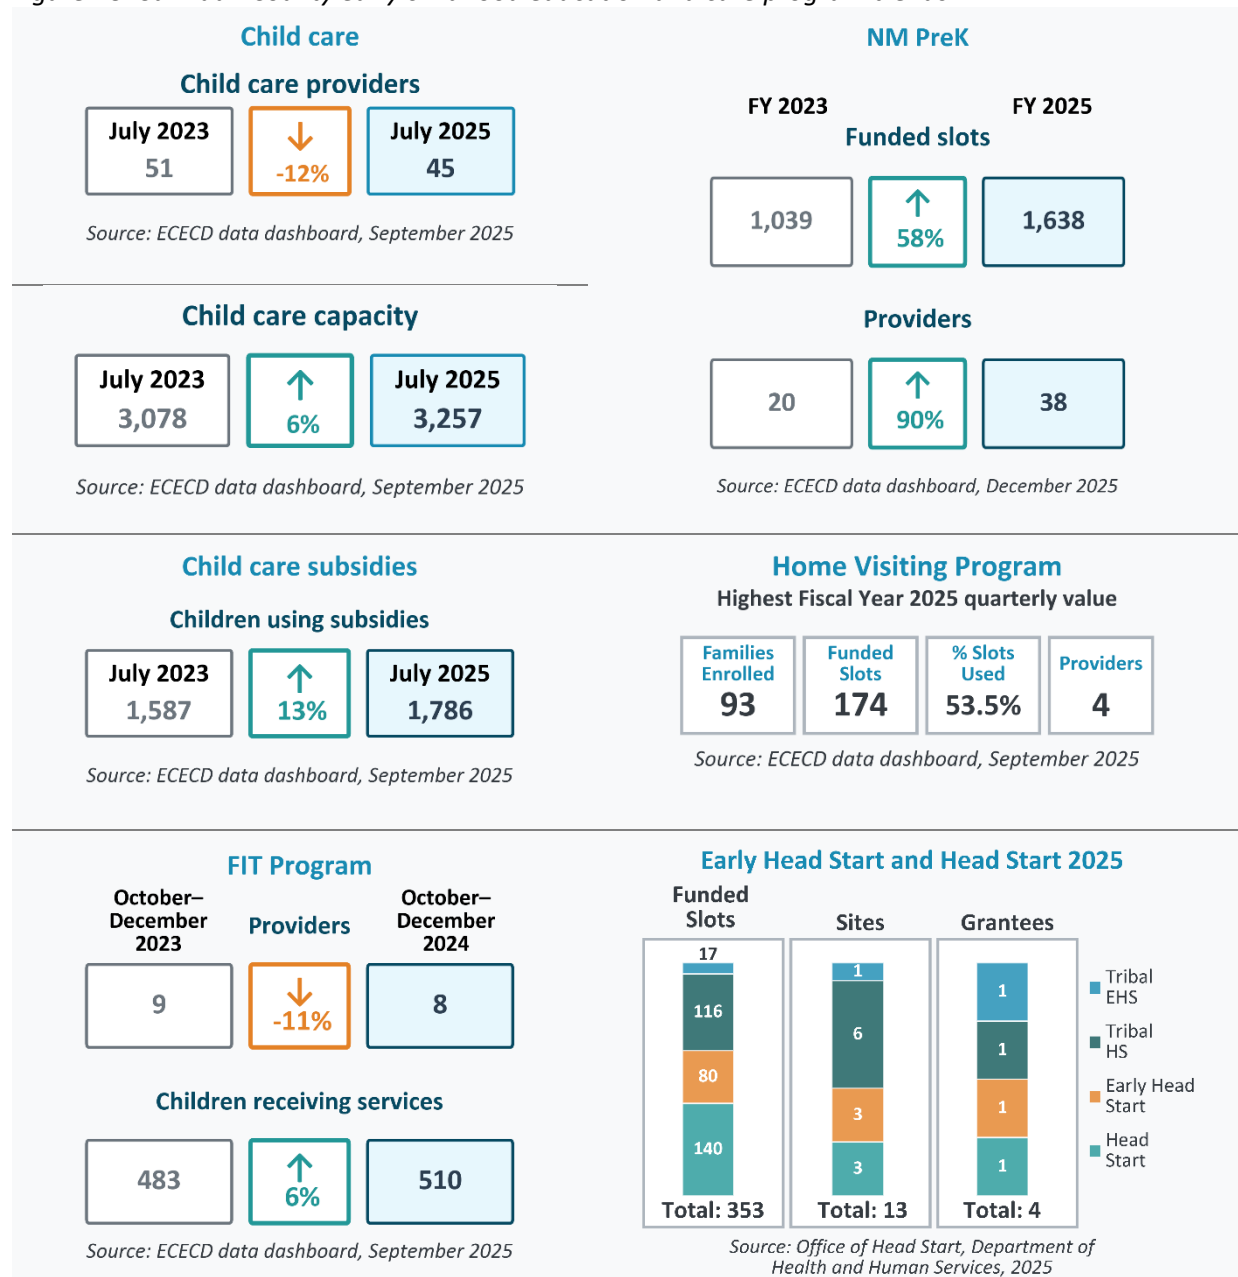 Child care
Child care providers
July 2023
51
-12%
July 2025
45
Source: ECECD data dashboard, September 2025
Child care capacity
July 2023
3,078
6%
July 2025
3,257
Source: ECECD data dashboard, September 2025
NM PreK
FY 2023
FY 2025
Funded slots
1,039
58%
1,638
Providers
20
90%
38
Source: ECECD data dashboard, December 2025
Child care subsidies
Children using subsidies
July 2023
1,587
13%
July 2025
1,786
Source: ECECD data dashboard, September 2025
Home Visiting Program
Highest Fiscal Year 2025 quarterly value
Families
Enrolled
93
Funded
Slots
174
% Slots
Used
53.5%
Providers
4
Source: ECECD data dashboard, September 2025
FIT Program
October–
December
2023
Providers
October–
December
2024
9
-11%
8
Children receiving services
483
6%
510
Source: ECECD data dashboard, September 2025
Early Head Start and Head Start 2025
Funded
Slots
17
116
80
140
Total: 353
Sites
1
6
3
3
Total: 13
Grantees
1
1
1
1
Total: 4
Tribal
EHS
Tribal
HS
Early Head
Start
Head
Start
Source: Office of Head Start, Department of
Health and Human Services, 2025